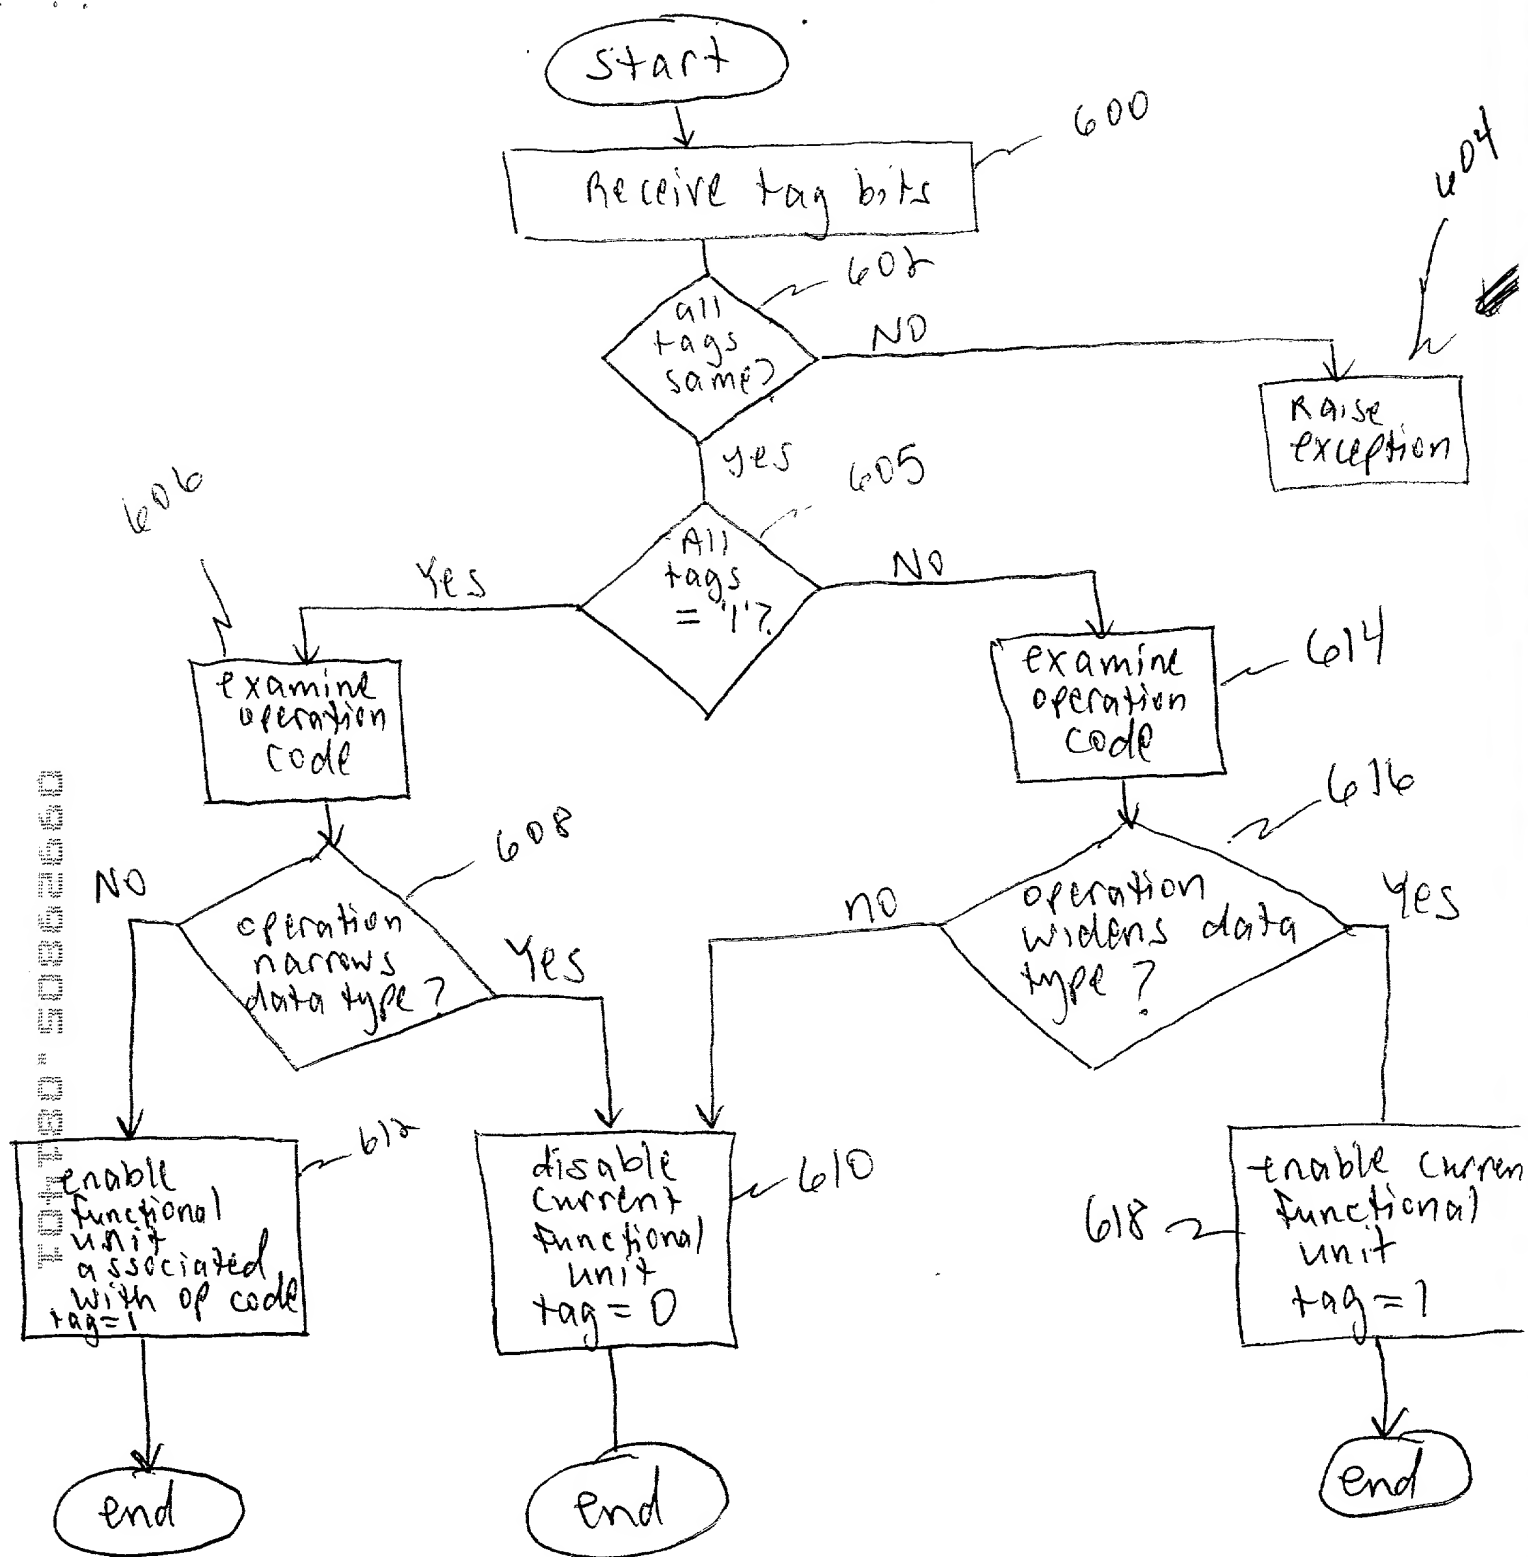 Start
600
Receive tag bits
602
604
all
tags
same?
NO
Raise
exception
yes
605
606
All
tags
= '1'?
Yes
NO
examine
operation
code
examine
operation
code
614
616
608
NO
operation
narrows
data type?
Yes
no
operation
widens data
type?
Yes
612
enable
functional
unit
associated
with op code
tag=1
disable
current
functional
unit
tag = 0
610
618
enable curren
functional
unit
tag = 1
end
end
end